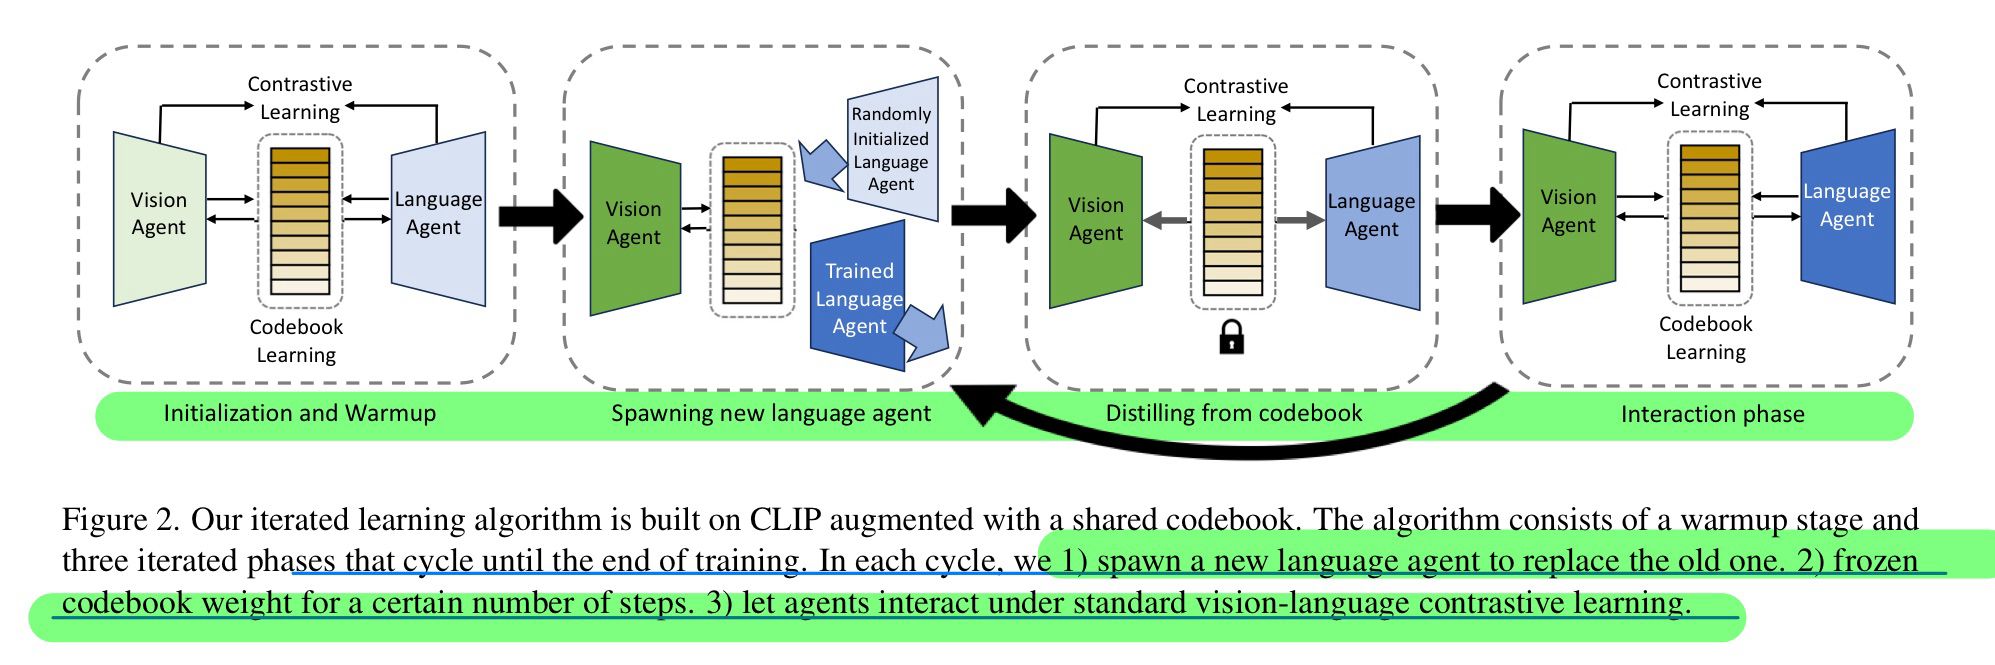 Contrastive
Learning
Vision
Agent
Language
Agent
Codebook
Learning
Initialization and Warmup
Vision
Agent
Randomly
Initialized
Language
Agent
Trained
Language
Agent
Spawning new language agent
Contrastive
Learning
Vision
Agent
Language
Agent
Distilling from codebook
Contrastive
Learning
Vision
Agent
Language
Agent
Codebook
Learning
Interaction phase
Figure 2. Our iterated learning algorithm is built on CLIP augmented with a shared codebook. The algorithm consists of a warmup stage and
three iterated phases that cycle until the end of training. In each cycle, we 1) spawn a new language agent to replace the old one. 2) frozen
codebook weight for a certain number of steps. 3) let agents interact under standard vision-language contrastive learning.